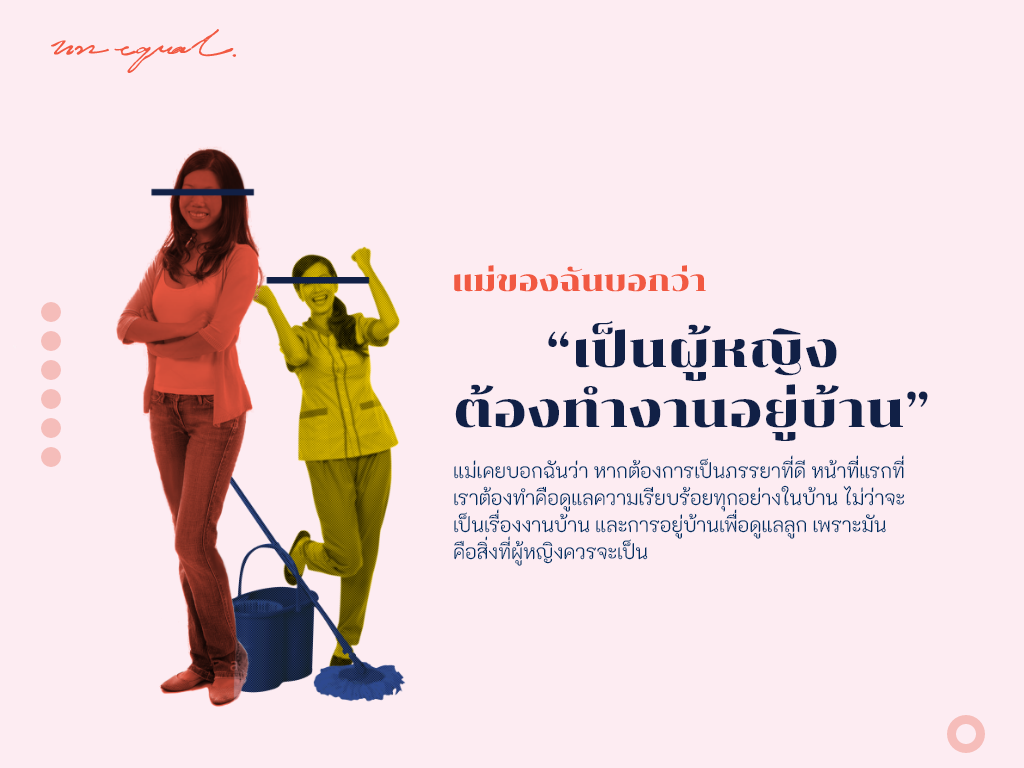 un equal.
แม่ของฉันบอกว่า
“เป็นผู้หญิง
ต้องทำงานอยู่บ้าน”
แม่เคยบอกฉันว่า หากต้องการเป็นภรรยาที่ดี หน้าที่แรกที่
เราต้องทำคือดูแลความเรียบร้อยทุกอย่างในบ้าน ไม่ว่าจะ
เป็นเรื่องงานบ้าน และการอยู่บ้านเพื่อดูแลลูก เพราะมัน
คือสิ่งที่ผู้หญิงควรจะเป็น